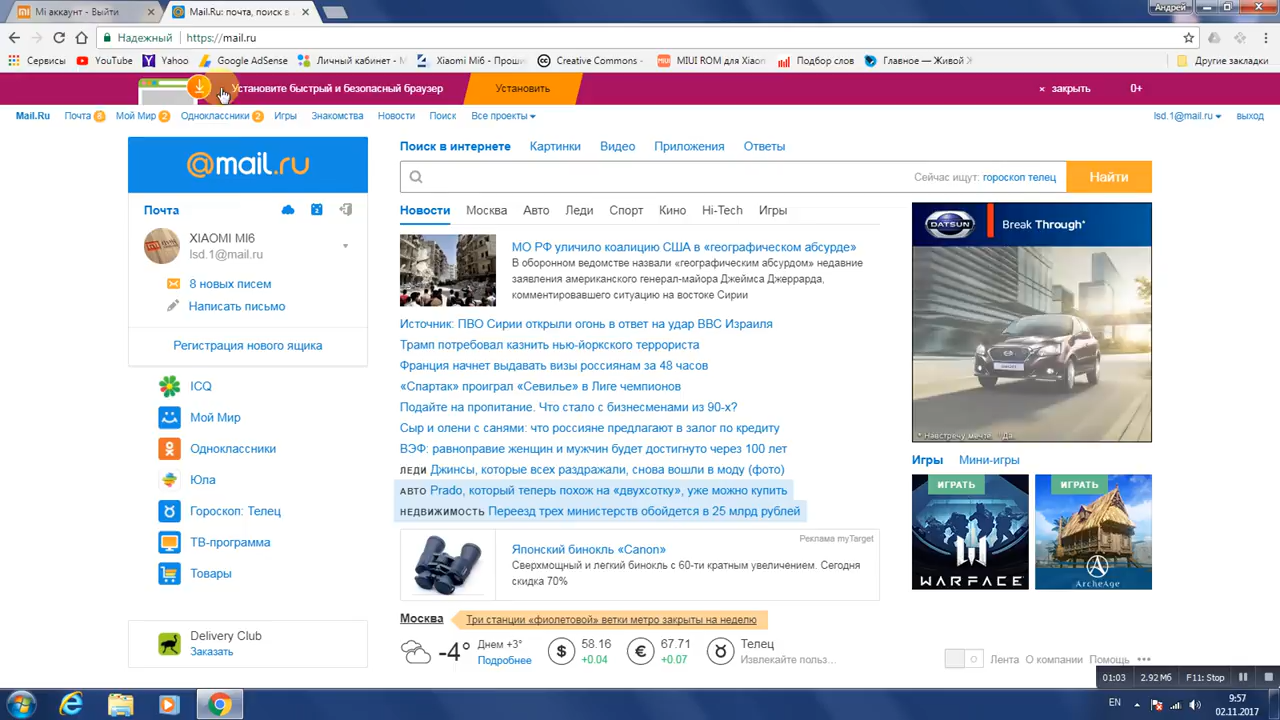 Mi аккаунт - Выйти
Mail.Ru: почта, поиск в
Андрей
Надежный
https://mail.ru
Сервисы
YouTube
Yahoo
Google AdSense
Личный кабинет -
Xiaomi Mi6 - Проши
Creative Commons -
MIUI ROM для Xiaon
Подбор слов
Главное — Живой Ж
Другие закладки
Установите быстрый и безопасный браузер
Установить
× закрыть
0+
Mail.Ru
Почта 8
Мой Мир 2
Одноклассники 2
Игры
Знакомства
Новости
Поиск
Все проекты
lsd.1@mail.ru
выход
@mail.ru
Почта
XIAOMI MI6
lsd.1@mail.ru
8 новых писем
Написать письмо
Регистрация нового ящика
ICQ
Мой Мир
Одноклассники
Юла
Гороскоп: Телец
ТВ-программа
Товары
Delivery Club
Заказать
Поиск в интернете
Картинки
Видео
Приложения
Ответы
Сейчас ищут: гороскоп телец
Найти
Новости
Москва
Авто
Леди
Спорт
Кино
Hi-Tech
Игры
МО РФ уличило коалицию США в «географическом абсурде»
В оборонном ведомстве назвали «географическим абсурдом» недавние
заявления американского генерал-майора Джеймса Джеррарда,
комментировавшего ситуацию на востоке Сирии
Источник: ПВО Сирии открыли огонь в ответ на удар ВВС Израиля
Трамп потребовал казнить нью-йоркского террориста
Франция начнет выдавать визы россиянам за 48 часов
«Спартак» проиграл «Севилье» в Лиге чемпионов
Подайте на пропитание. Что стало с бизнесменами из 90-х?
Сыр и олени с санями: что россияне предлагают в залог по кредиту
ВЭФ: равноправие женщин и мужчин будет достигнуто через 100 лет
ЛЕДИ Джинсы, которые всех раздражали, снова вошли в моду (фото)
АВТО Prado, который теперь похож на «двухсотку», уже можно купить
НЕДВИЖИМОСТЬ Переезд трех министерств обойдется в 25 млрд рублей
Реклама myTarget
Японский бинокль «Canon»
Сверхмощный и легкий бинокль с 60-ти кратным увеличением. Сегодня
скидка 70%
Москва
Три станции «фиолетовой» ветки метро закрыты на неделю
-4°
Днем +3°
Подробнее
$
58.16
+0.04
€
67.71
+0.07
Телец
Извлекайте польз...
DATSUN
Break Through*
* Навстречу мечте
Игры
Мини-игры
ИГРАТЬ
WARFACE
ИГРАТЬ
ARCHEAGE
Лента
О компании
Помощь
•••
01:03
2.92 Мб
F11: Stop
EN
9:57
02.11.2017